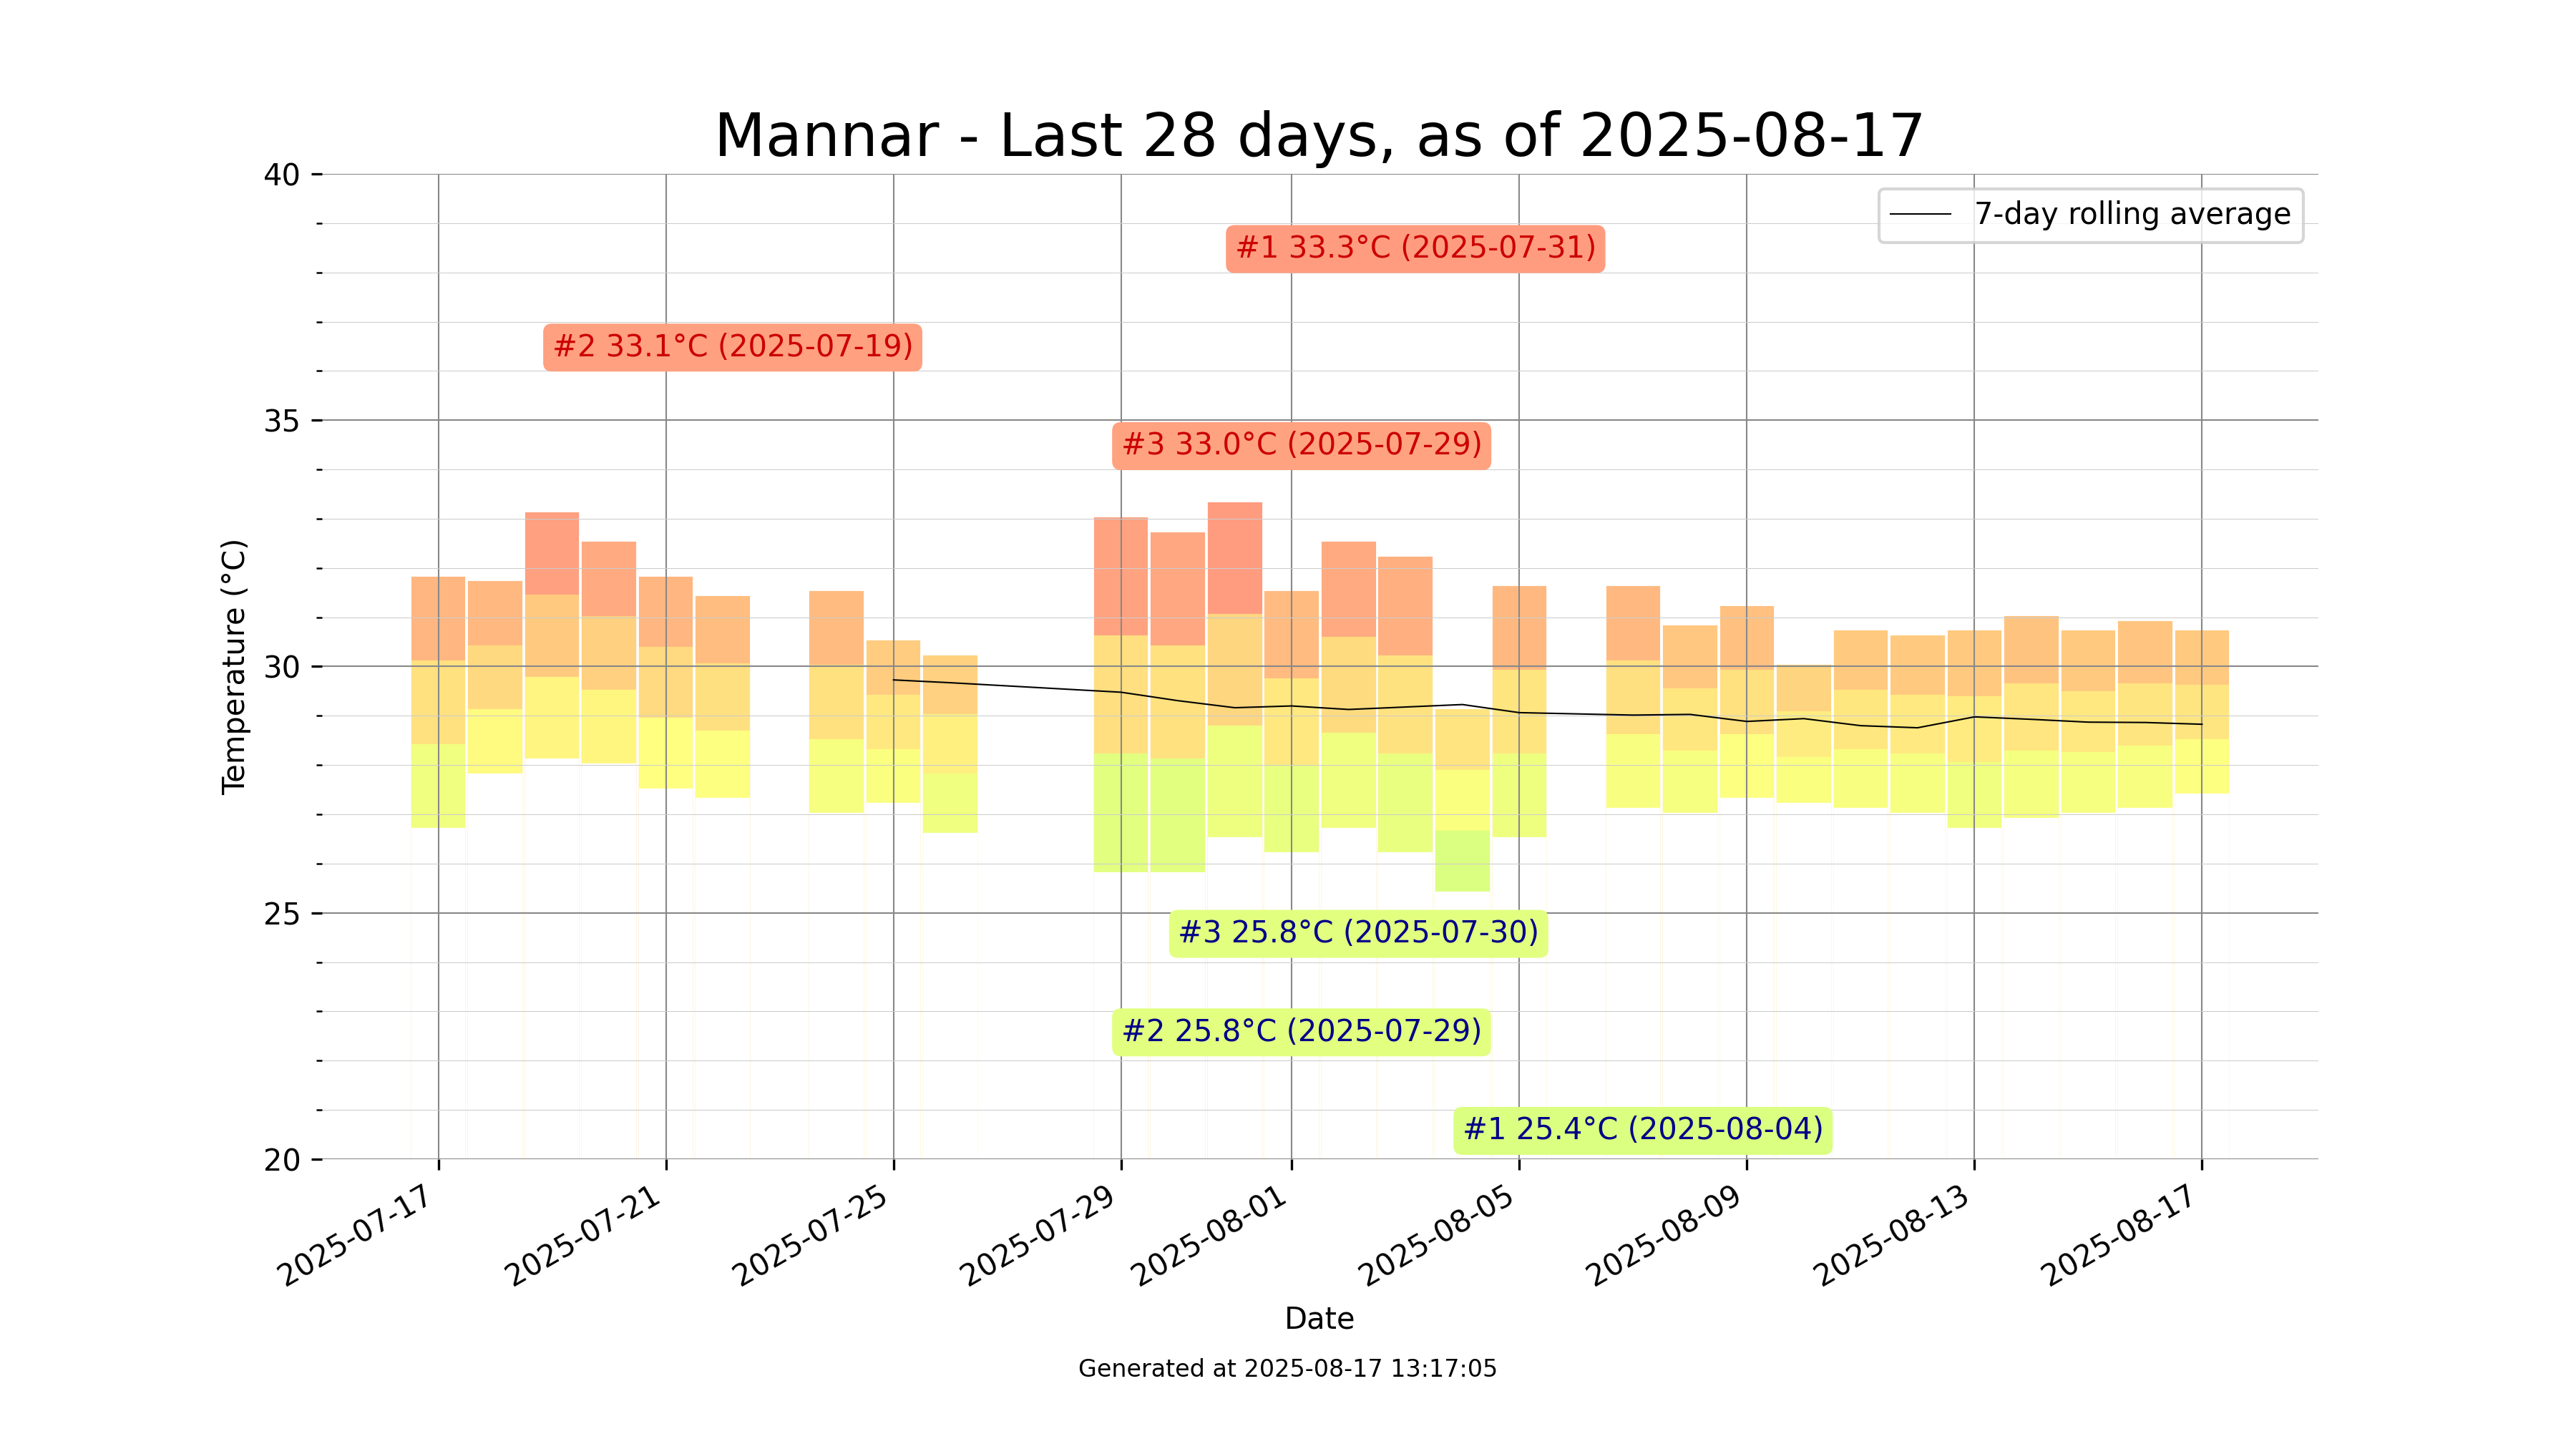 Mannar - Last 28 days, as of 2025-08-17
7-day rolling average
#1 33.3°C (2025-07-31)
#2 33.1°C (2025-07-19)
#3 33.0°C (2025-07-29)
#3 25.8°C (2025-07-30)
#2 25.8°C (2025-07-29)
#1 25.4°C (2025-08-04)
Temperature (°C)
40
35
30
25
20
2025-07-17
2025-07-21
2025-07-25
2025-07-29
2025-08-01
2025-08-05
2025-08-09
2025-08-13
2025-08-17
Date
Generated at 2025-08-17 13:17:05